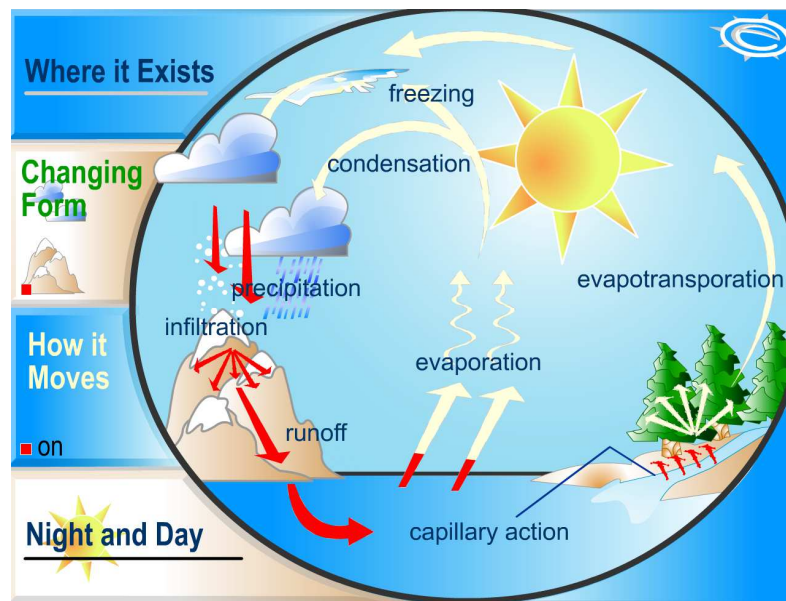 Where it Exists
Changing
Form
How it
Moves
on
Night and Day
freezing
condensation
precipitation
infiltration
runoff
evaporation
evapotransporation
capillary action